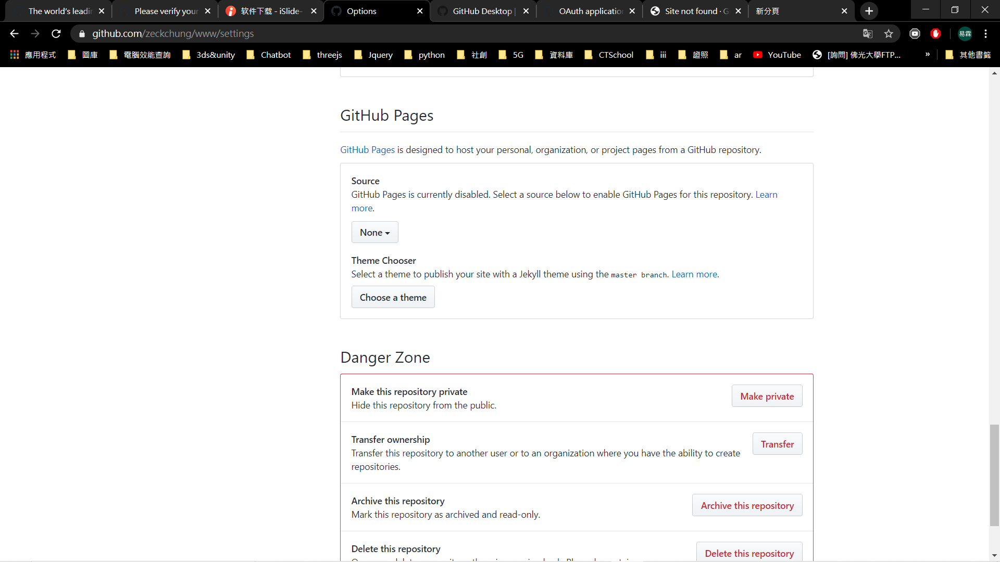 The world's leadin
Please verify your
软件下载 - iSlide-
Options
GitHub Desktop |
OAuth applicatio
Site not found · G
新分頁
github.com/zeckchung/www/settings
易霖
應用程式
圖庫
電腦效能查詢
3ds&unity
Chatbot
threejs
Jquery
python
社創
5G
資料庫
CTSchool
iii
證照
ar
YouTube
[詢問] 佛光大學FTP...
»
其他書籤
GitHub Pages
GitHub Pages is designed to host your personal, organization, or project pages from a GitHub repository.
Source
GitHub Pages is currently disabled. Select a source below to enable GitHub Pages for this repository. Learn
more.
None
Theme Chooser
Select a theme to publish your site with a Jekyll theme using the master branch. Learn more.
Choose a theme
Danger Zone
Make this repository private
Hide this repository from the public.
Make private
Transfer ownership
Transfer this repository to another user or to an organization where you have the ability to create
repositories.
Transfer
Archive this repository
Mark this repository as archived and read-only.
Archive this repository
Delete this repository
Delete this repository